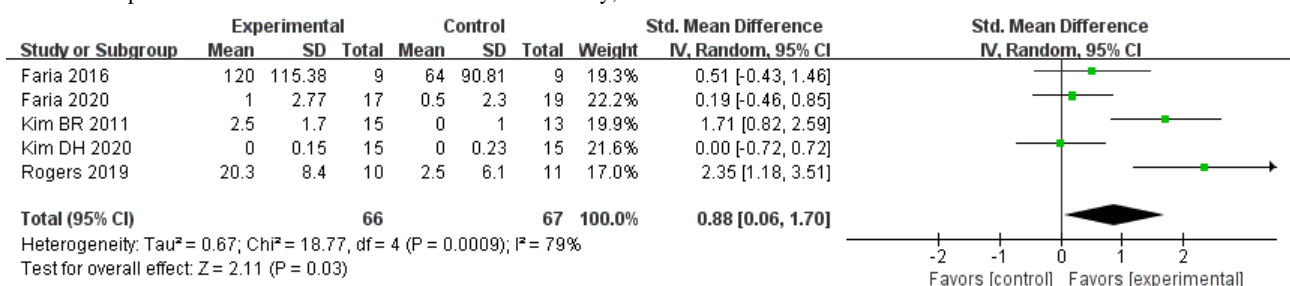 Experimental Control Std. Mean Difference Std. Mean Difference
Study or Subgroup Mean SD Total Mean SD Total Weight IV, Random, 95% CI IV, Random, 95% CI
Faria 2016 120 115.38 9 64 90.81 9 19.3% 0.51 [-0.43, 1.46]
Faria 2020 1 2.77 17 0.5 2.3 19 22.2% 0.19 [-0.46, 0.85]
Kim BR 2011 2.5 1.7 15 0 1 13 19.9% 1.71 [0.82, 2.59]
Kim DH 2020 0 0.15 15 0 0.23 15 21.6% 0.00 [-0.72, 0.72]
Rogers 2019 20.3 8.4 10 2.5 6.1 11 17.0% 2.35 [1.18, 3.51]
Total (95% CI) 66 67 100.0% 0.88 [0.06, 1.70]
Heterogeneity: Tau² = 0.67; Chi² = 18.77, df = 4 (P = 0.0009); I² = 79%
Test for overall effect: Z = 2.11 (P = 0.03)
-2 -1 0 1 2
Favors [control] Favors [experimental]